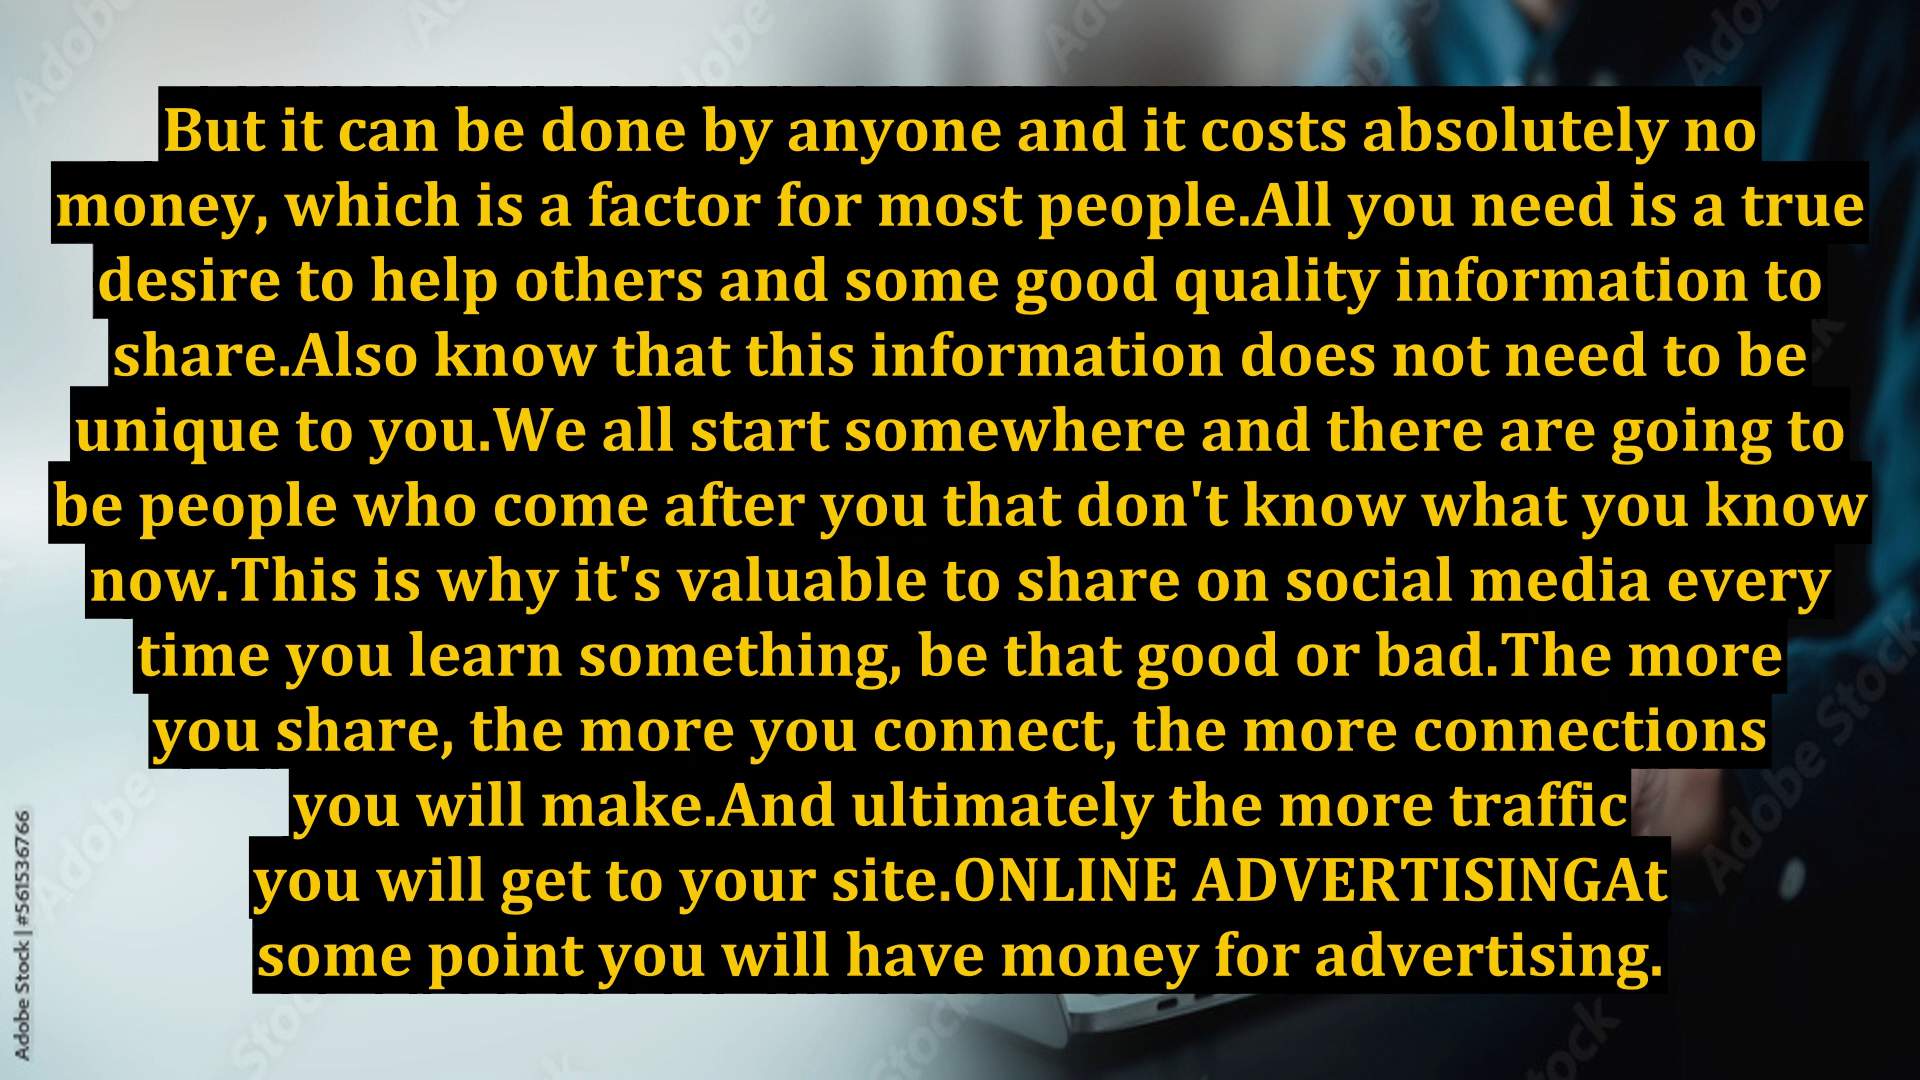 But it can be done by anyone and it costs absolutely no
money, which is a factor for most people.All you need is a true
desire to help others and some good quality information to
share.Also know that this information does not need to be
unique to you.We all start somewhere and there are going to
be people who come after you that don't know what you know
now.This is why it's valuable to share on social media every
time you learn something, be that good or bad.The more
you share, the more you connect, the more connections
you will make.And ultimately the more traffic
you will get to your site.ONLINE ADVERTISINGAt
some point you will have money for advertising.
Adobe Stock | #561536766